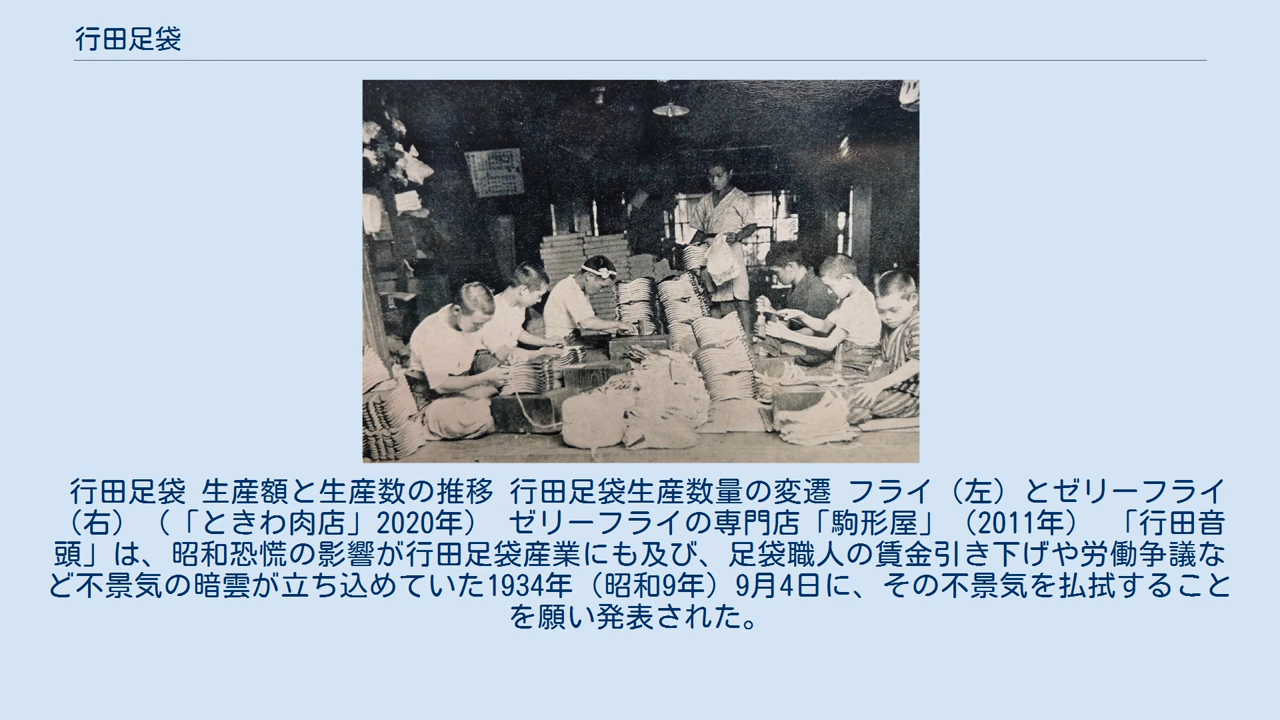 行田足袋
行田足袋 生産額と生産数の推移 行田足袋生産数量の変遷 フライ（左）とゼリーフライ
（右）（「ときわ肉店」2020年） ゼリーフライの専門店「駒形屋」（2011年） 「行田音
頭」は、昭和恐慌の影響が行田足袋産業にも及び、足袋職人の賃金引き下げや労働争議な
ど不景気の暗雲が立ち込めていた1934年（昭和9年）9月4日に、その不景気を払拭すること
を願い発表された。